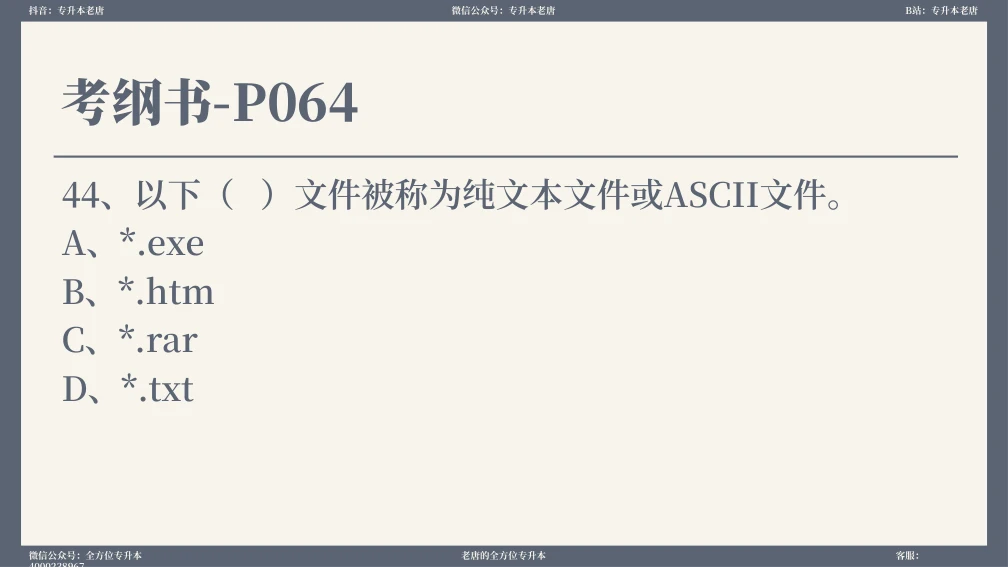 抖音：专升本老唐
微信公众号：专升本老唐
B站：专升本老唐
考纲书-P064
44、以下（ ）文件被称为纯文本文件或ASCII文件。
A、*.exe
B、*.htm
C、*.rar
D、*.txt
微信公众号：全方位专升本
老唐的全方位专升本
客服：